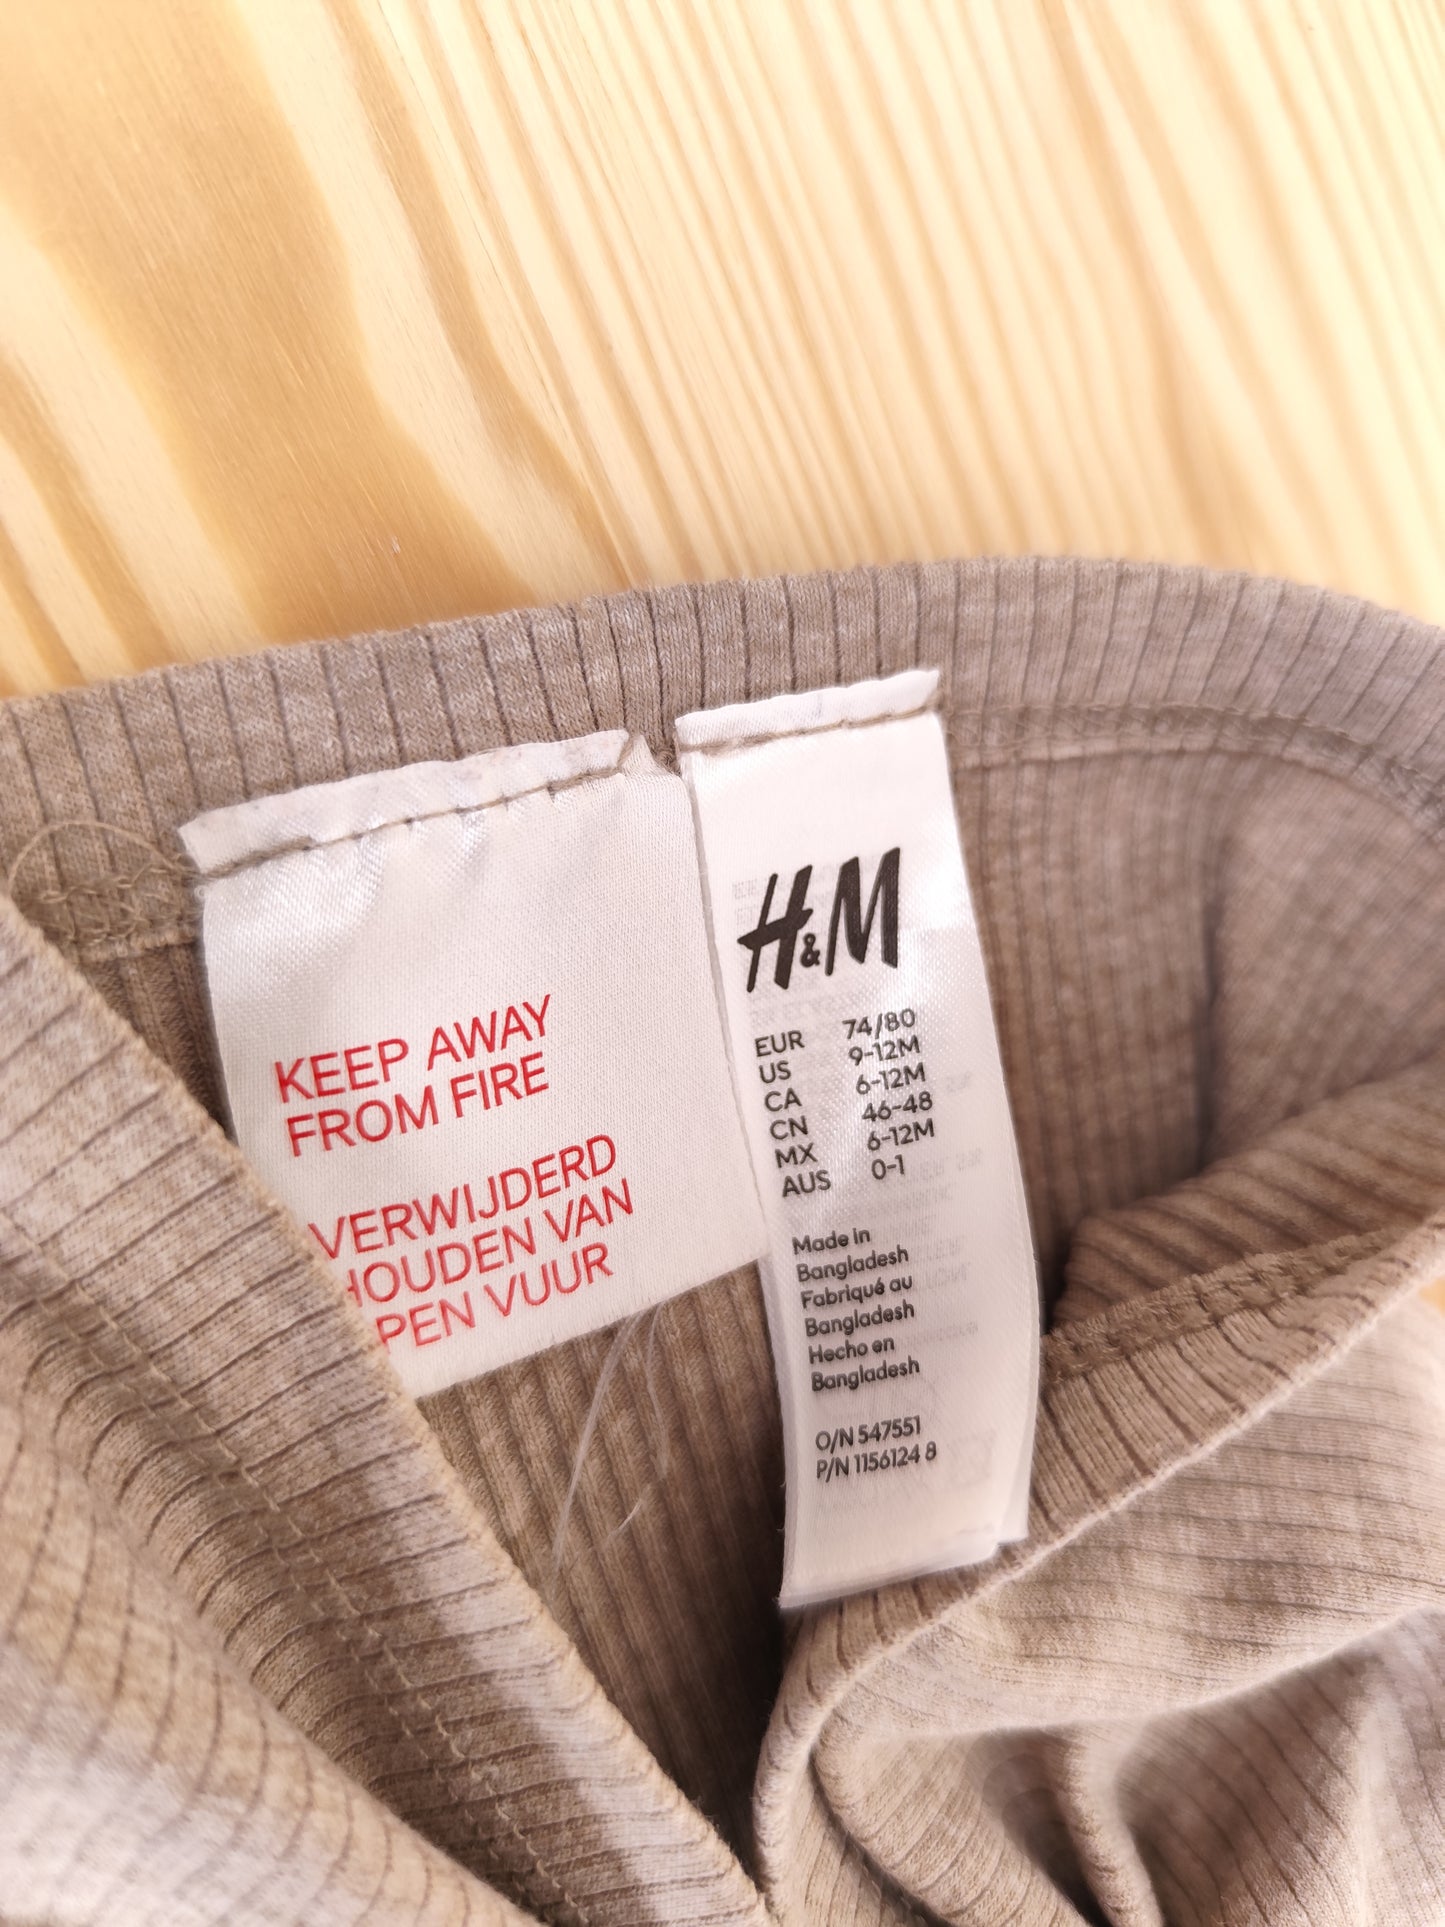 KEEP AWAY
FROM FIRE
VERWIJDERD
HOUDEN VAN
PEN VUUR
H&M
EUR 74/80
US 9-12M
CA 6-12M
CN 46-48
MX 6-12M
AUS 0-1
Made in
Bangladesh
Fabriqué au
Bangladesh
Hecho en
Bangladesh
O/N 547551
P/N 1156124 8